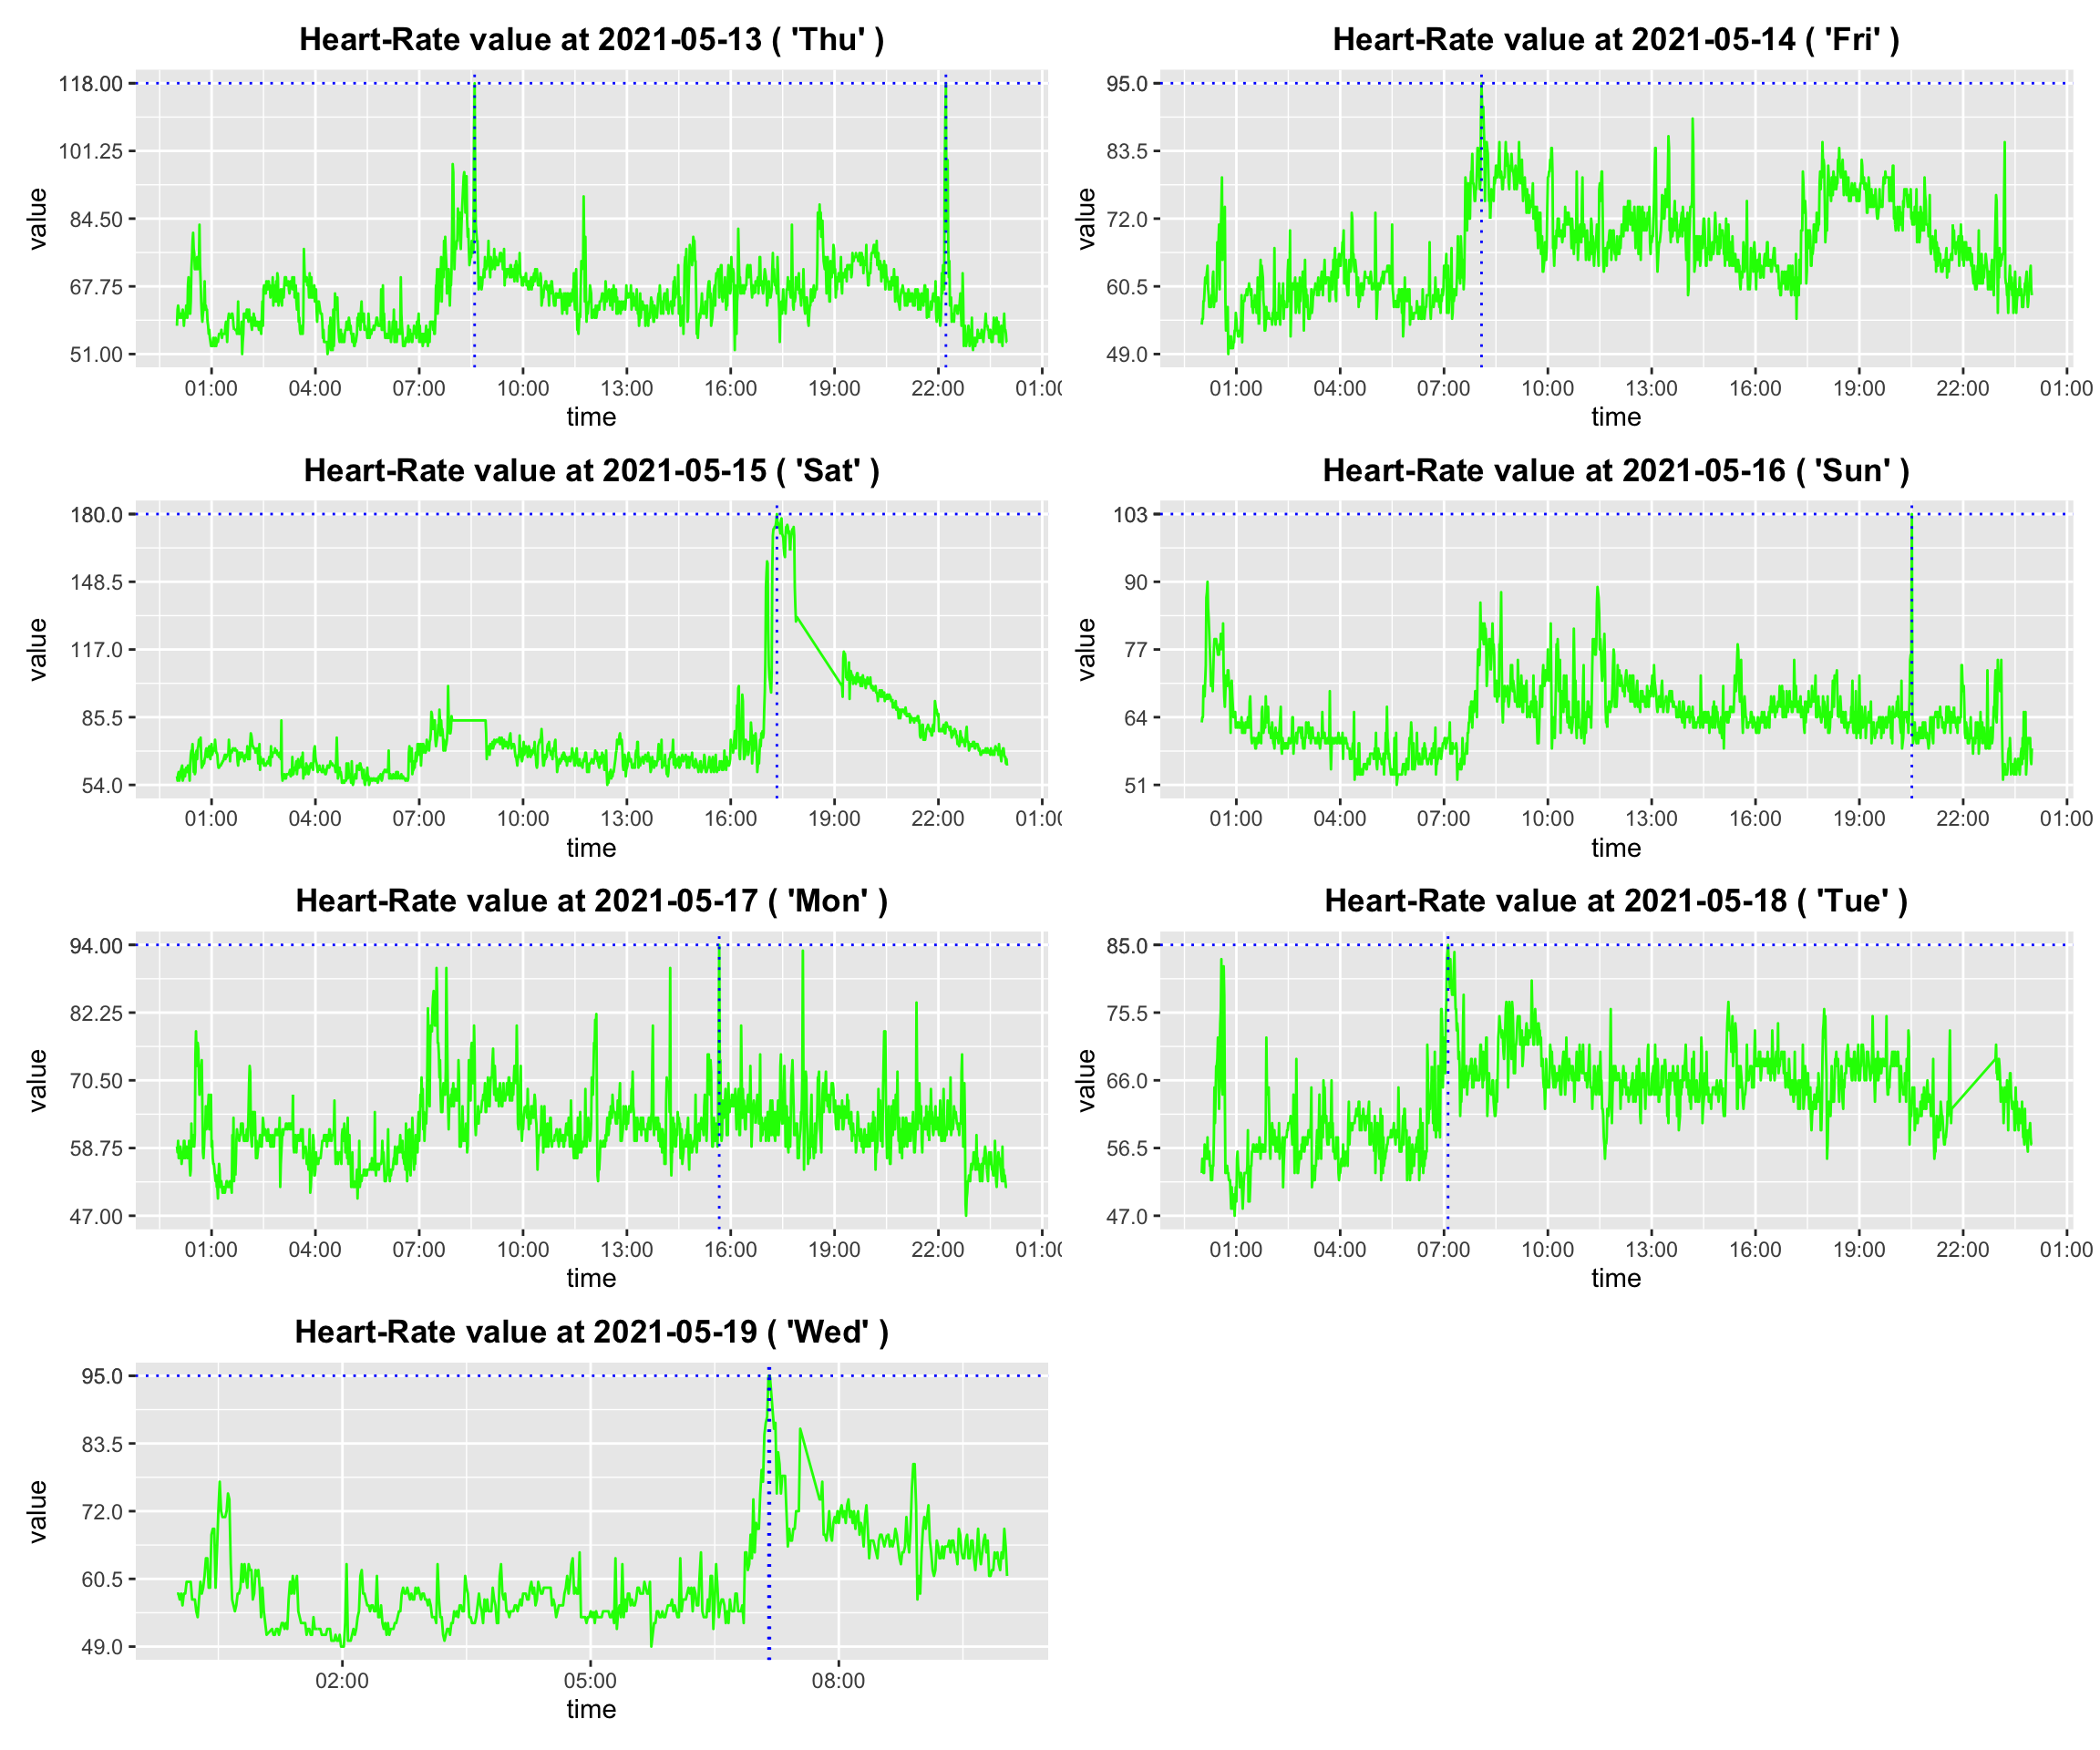 Heart-Rate value at 2021-05-13 ( 'Thu' )
118.00
101.25
84.50
67.75
51.00
value
01:00 04:00 07:00 10:00 13:00 16:00 19:00 22:00 01:00
time
Heart-Rate value at 2021-05-14 ( 'Fri' )
95.0
83.5
72.0
60.5
49.0
value
01:00 04:00 07:00 10:00 13:00 16:00 19:00 22:00 01:00
time
Heart-Rate value at 2021-05-15 ( 'Sat' )
180.0
148.5
117.0
85.5
54.0
value
01:00 04:00 07:00 10:00 13:00 16:00 19:00 22:00 01:00
time
Heart-Rate value at 2021-05-16 ( 'Sun' )
103
90
77
64
51
value
01:00 04:00 07:00 10:00 13:00 16:00 19:00 22:00 01:00
time
Heart-Rate value at 2021-05-17 ( 'Mon' )
94.00
82.25
70.50
58.75
47.00
value
01:00 04:00 07:00 10:00 13:00 16:00 19:00 22:00 01:00
time
Heart-Rate value at 2021-05-18 ( 'Tue' )
85.0
75.5
66.0
56.5
47.0
value
01:00 04:00 07:00 10:00 13:00 16:00 19:00 22:00 01:00
time
Heart-Rate value at 2021-05-19 ( 'Wed' )
95.0
83.5
72.0
60.5
49.0
value
02:00 05:00 08:00
time